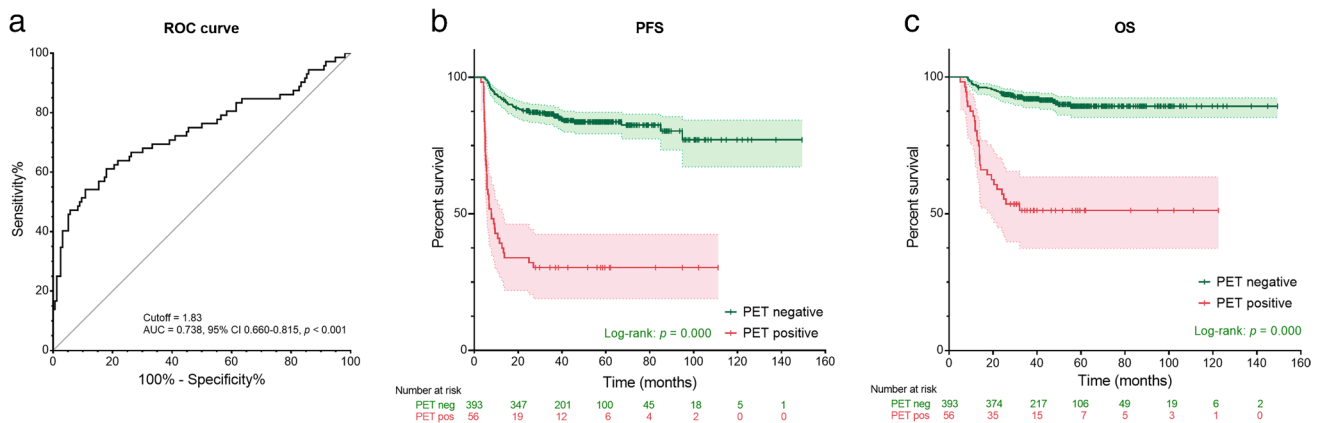 a
ROC curve
100
80
60
40
20
0
Sensitivity%
0 20 40 60 80 100
100% - Specificity%
Cutoff = 1.83
AUC = 0.738, 95% CI 0.660-0.815, p < 0.001
b
PFS
100
50
0
Percent survival
0 20 40 60 80 100 120 140 160
Time (months)
PET negative
PET positive
Log-rank: p = 0.000
Number at risk
PET neg 393 347 201 100 45 18 5 1
PET pos 56 19 12 6 4 2 0 0
c
OS
100
50
0
Percent survival
0 20 40 60 80 100 120 140 160
Time (months)
PET negative
PET positive
Log-rank: p = 0.000
Number at risk
PET neg 393 374 217 106 49 19 6 2
PET pos 56 35 15 7 5 3 1 0